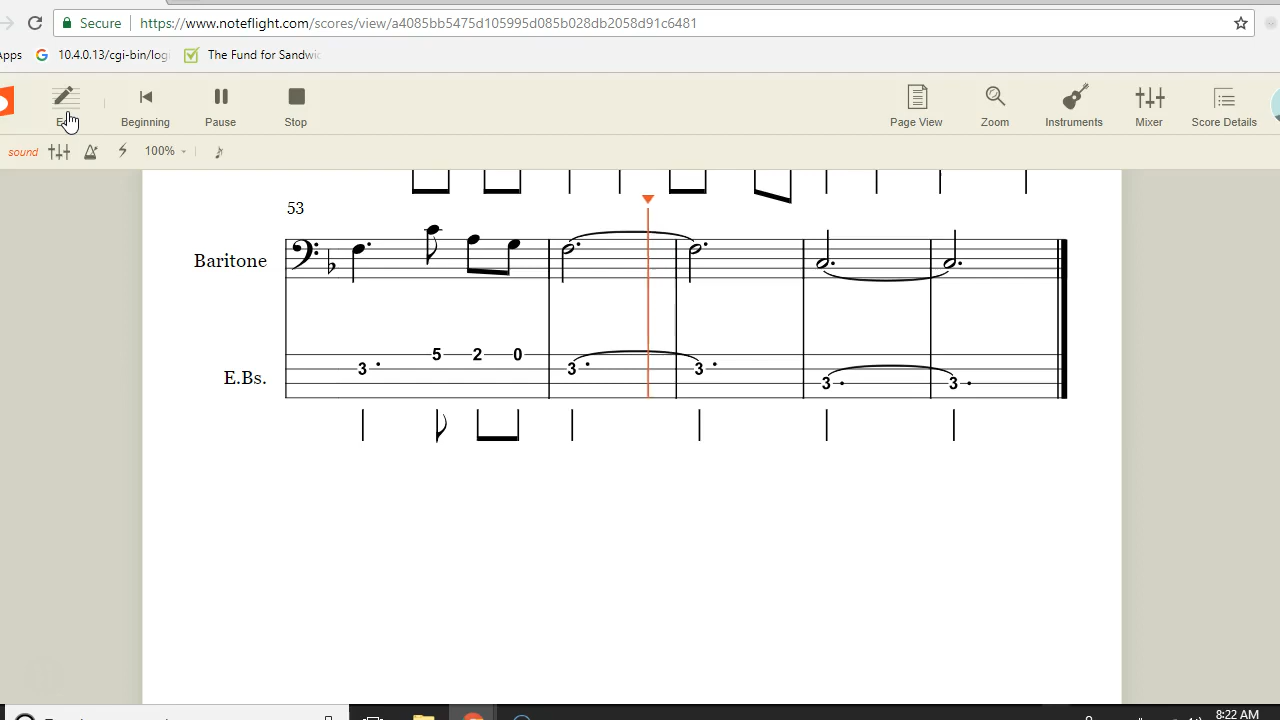 Secure https://www.noteflight.com/scores/view/a4085bb5475d105995d085b028db2058d91c6481
Apps 10.4.0.13/cgi-bin/logi The Fund for Sandwic
Beginning Pause Stop Page View Zoom Instruments Mixer Score Details
sound 100%
53
Baritone
5 2 0
3 3 3
E.Bs. 3 3
8:22 AM